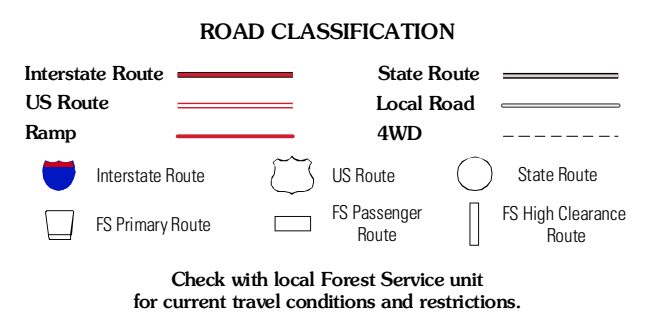 ROAD CLASSIFICATION
Interstate Route
State Route
US Route
Local Road
Ramp
4WD
Interstate Route
US Route
State Route
FS Primary Route
FS Passenger
Route
FS High Clearance
Route
Check with local Forest Service unit
for current travel conditions and restrictions.